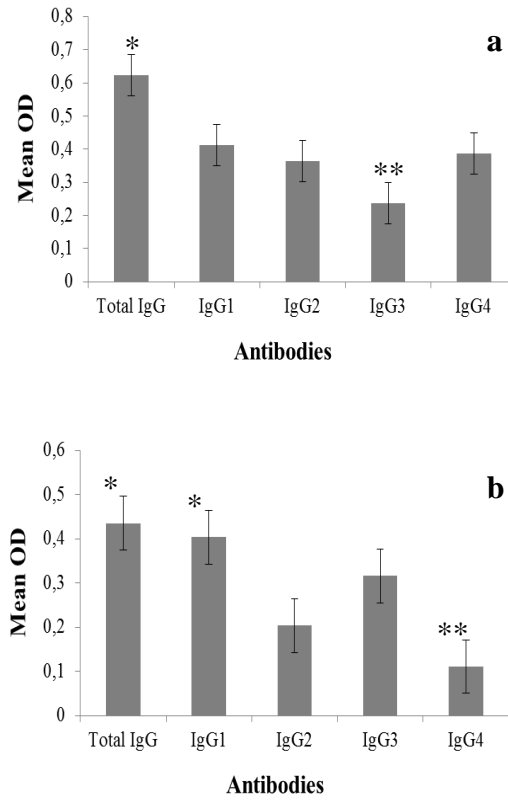 a
Mean OD
0,8
0,7
0,6
0,5
0,4
0,3
0,2
0,1
0
*
**
Total IgG IgG1 IgG2 IgG3 IgG4
Antibodies
b
Mean OD
0,6
0,5
0,4
0,3
0,2
0,1
0
*
*
**
Total IgG IgG1 IgG2 IgG3 IgG4
Antibodies